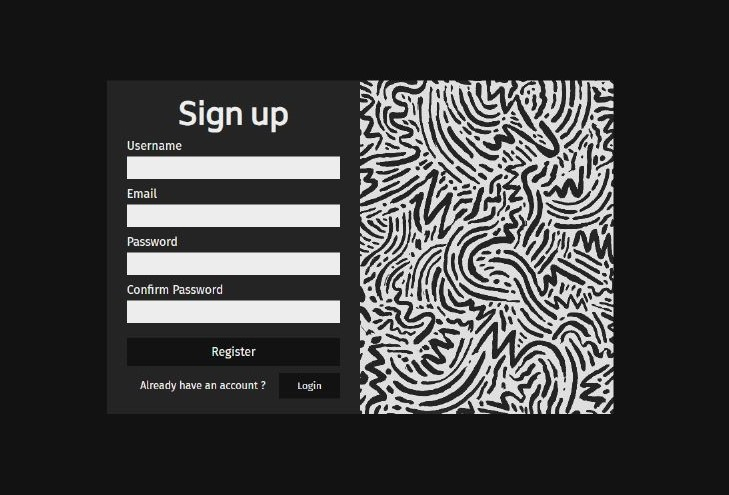 Sign up
Username
Email
Password
Confirm Password
Register
Already have an account ? Login